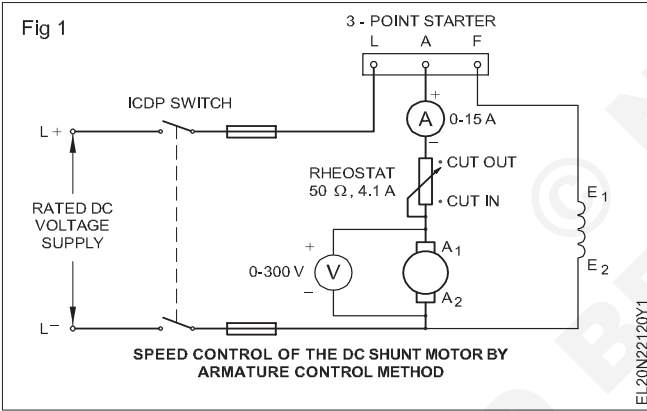 Fig 1
3 - POINT STARTER
L A F
ICDP SWITCH
L+
+
A
0-15 A
–
RHEOSTAT
50 Ω, 4.1 A
CUT OUT
CUT IN
E1
E2
RATED DC
VOLTAGE
SUPPLY
+
0-300 V
V
–
A1
A2
L–
SPEED CONTROL OF THE DC SHUNT MOTOR BY
ARMATURE CONTROL METHOD
EL20N22120Y1